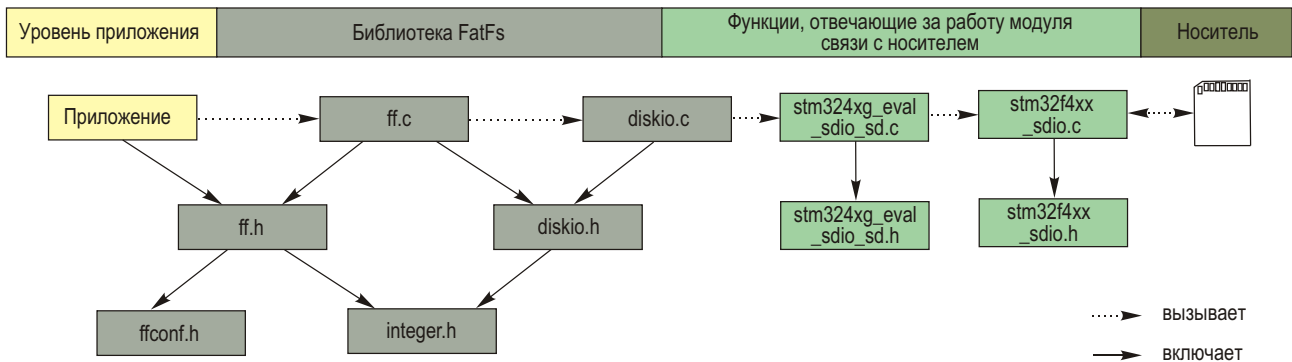 Уровень приложения
Библиотека FatFs
Функции, отвечающие за работу модуля
связи с носителем
Носитель
Приложение
ff.c
diskio.c
stm324xg_eval
_sdio_sd.c
stm32f4xx
_sdio.c
ff.h
diskio.h
stm324xg_eval
_sdio_sd.h
stm32f4xx
_sdio.h
ffconf.h
integer.h
вызывает
включает